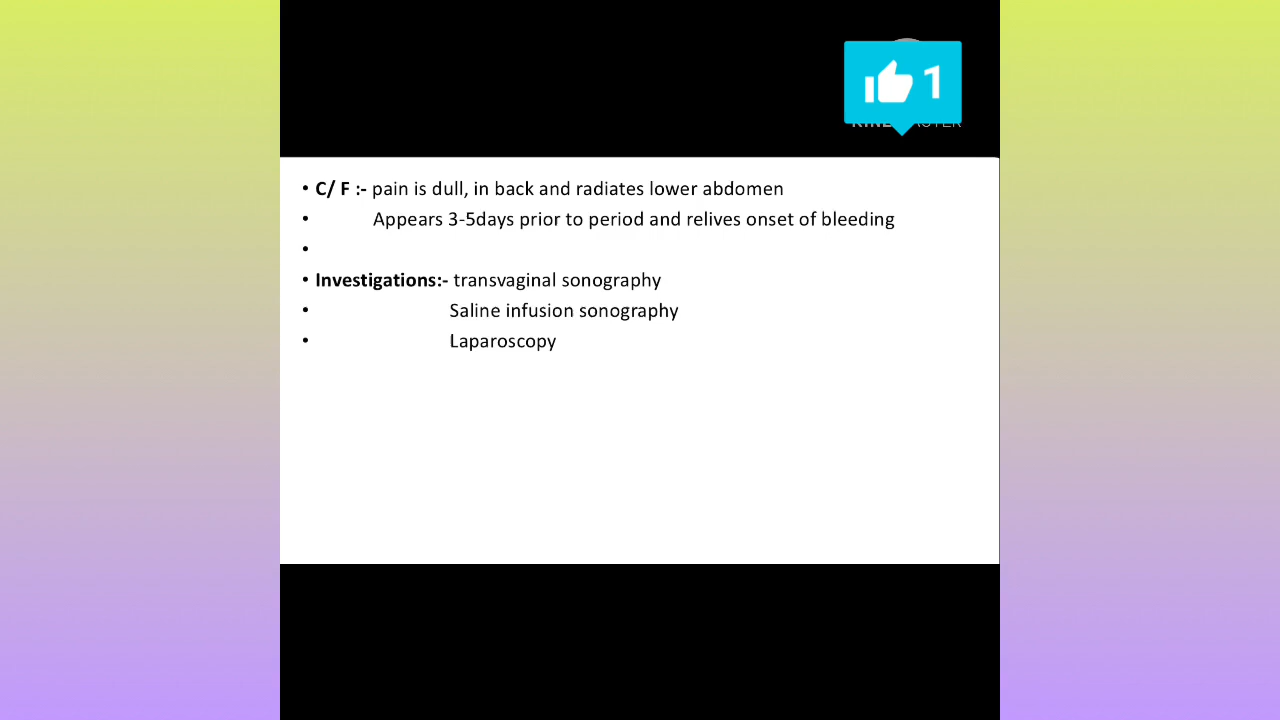 1
• C/ F :- pain is dull, in back and radiates lower abdomen
• Appears 3-5days prior to period and relives onset of bleeding
•
• Investigations:- transvaginal sonography
• Saline infusion sonography
• Laparoscopy